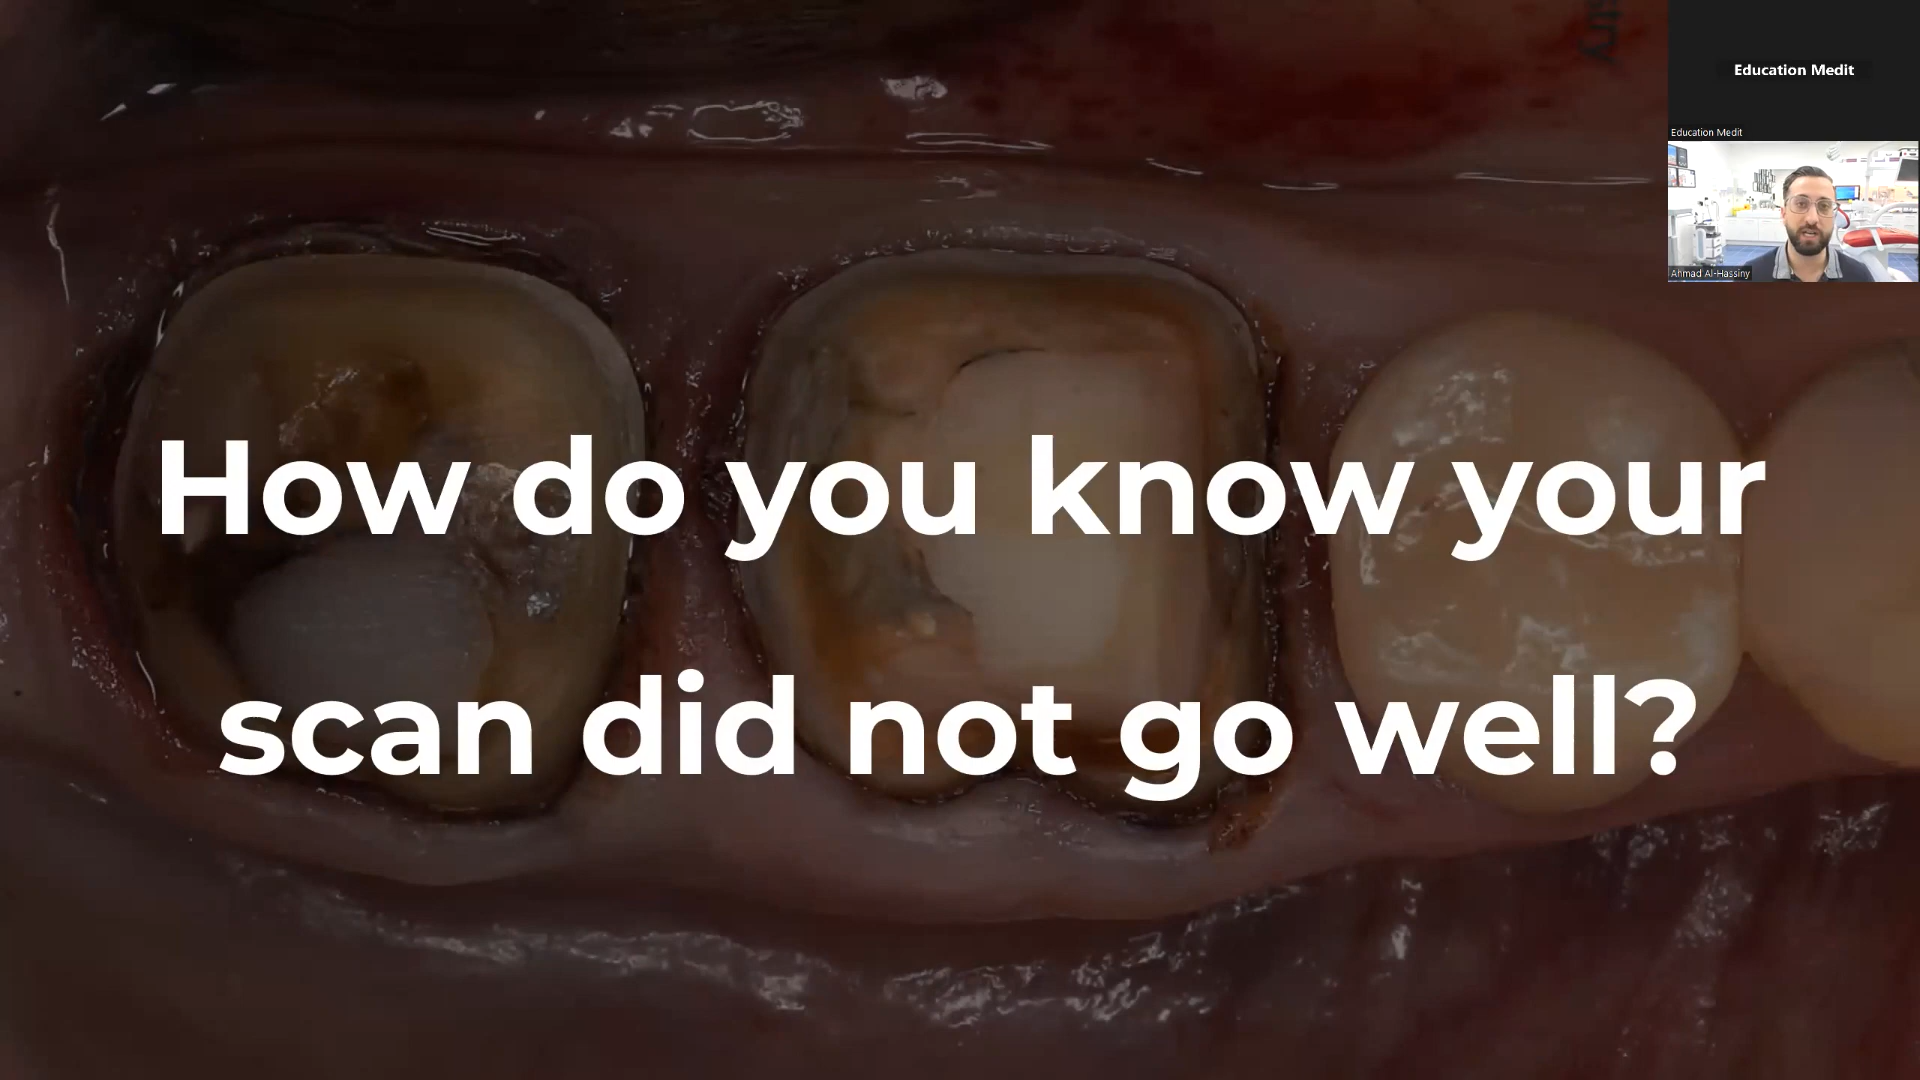 Education Medit
Education Medit
Ahmad Al-Hassiny
How do you know your
scan did not go well?